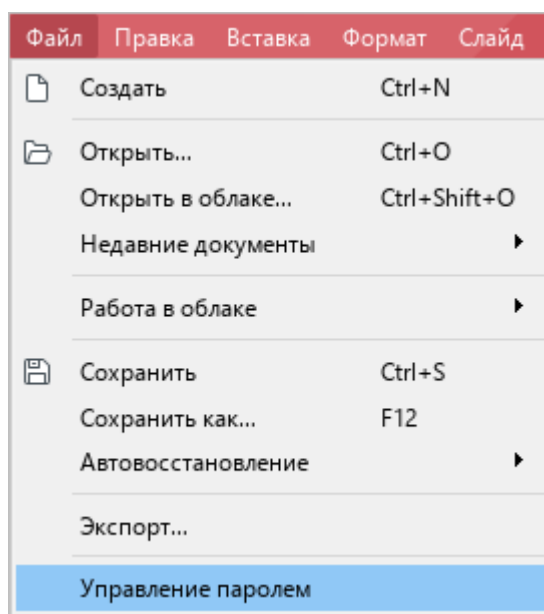 Файл Правка Вставка Формат Слайд
Создать Ctrl+N
Открыть... Ctrl+O
Открыть в облаке... Ctrl+Shift+O
Недавние документы
Работа в облаке
Сохранить Ctrl+S
Сохранить как... F12
Автовосстановление
Экспорт...
Управление паролем